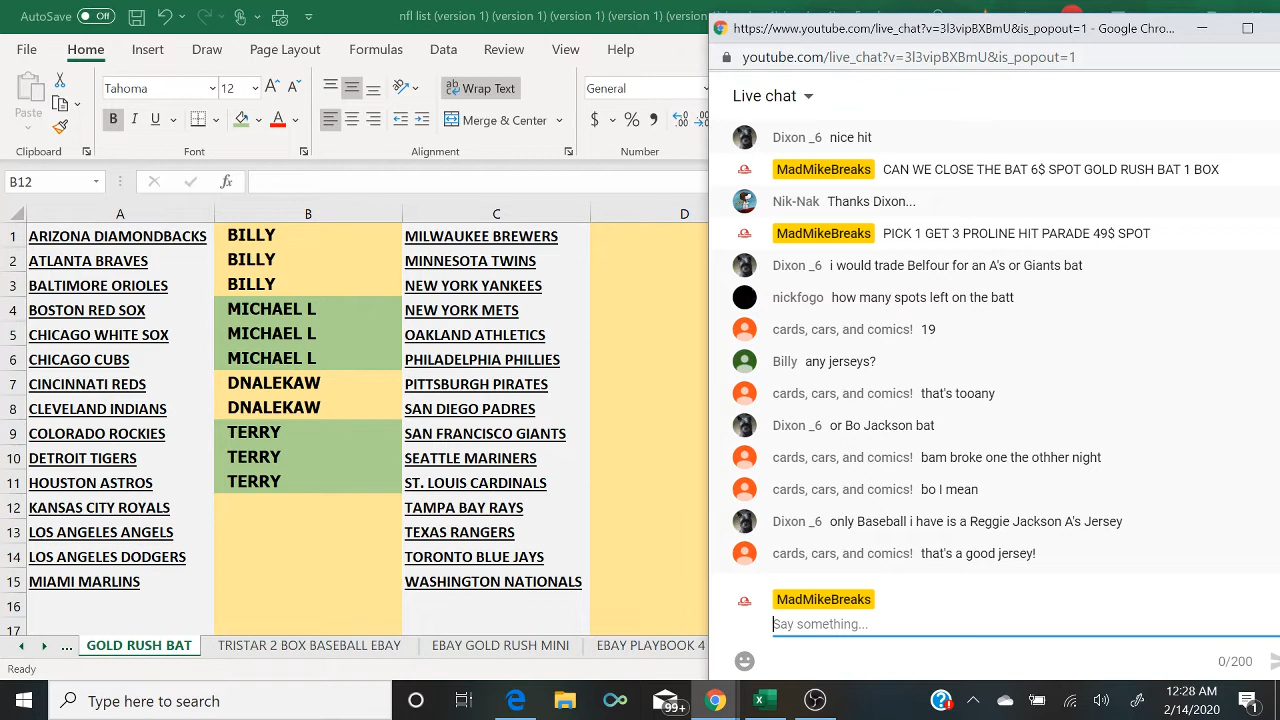 AutoSave Off
nfl list (version 1) (version 1) (version 1) (version 1) (version 1)
https://www.youtube.com/live_chat?v=3l3vipBXBmU&is_popout=1 - Google Chro...
youtube.com/live_chat?v=3l3vipBXBmU&is_popout=1
File Home Insert Draw Page Layout Formulas Data Review View Help
Paste
Clipboard
Tahoma 12
B I U
A A
Font
Wrap Text
Merge & Center
Alignment
General
$ % 9
Number
B12
fx
A B C D
1 ARIZONA DIAMONDBACKS BILLY MILWAUKEE BREWERS
2 ATLANTA BRAVES BILLY MINNESOTA TWINS
3 BALTIMORE ORIOLES BILLY NEW YORK YANKEES
4 BOSTON RED SOX MICHAEL L NEW YORK METS
5 CHICAGO WHITE SOX MICHAEL L OAKLAND ATHLETICS
6 CHICAGO CUBS MICHAEL L PHILADELPHIA PHILLIES
7 CINCINNATI REDS DNALEKAW PITTSBURGH PIRATES
8 CLEVELAND INDIANS DNALEKAW SAN DIEGO PADRES
9 COLORADO ROCKIES TERRY SAN FRANCISCO GIANTS
10 DETROIT TIGERS TERRY SEATTLE MARINERS
11 HOUSTON ASTROS TERRY ST. LOUIS CARDINALS
12 KANSAS CITY ROYALS TAMPA BAY RAYS
13 LOS ANGELES ANGELS TEXAS RANGERS
14 LOS ANGELES DODGERS TORONTO BLUE JAYS
15 MIAMI MARLINS WASHINGTON NATIONALS
16
17
... GOLD RUSH BAT TRISTAR 2 BOX BASEBALL EBAY EBAY GOLD RUSH MINI EBAY PLAYBOOK 4
Ready
Live chat
Dixon _6 nice hit
MadMikeBreaks CAN WE CLOSE THE BAT 6$ SPOT GOLD RUSH BAT 1 BOX
Nik-Nak Thanks Dixon...
MadMikeBreaks PICK 1 GET 3 PROLINE HIT PARADE 49$ SPOT
Dixon _6 i would trade Belfour for an A's or Giants bat
nickfogo how many spots left on the batt
cards, cars, and comics! 19
Billy any jerseys?
cards, cars, and comics! that's tooany
Dixon _6 or Bo Jackson bat
cards, cars, and comics! bam broke one the othher night
cards, cars, and comics! bo I mean
Dixon _6 only Baseball i have is a Reggie Jackson A's Jersey
cards, cars, and comics! that's a good jersey!
MadMikeBreaks
Say something...
0/200
Type here to search
99+
12:28 AM
2/14/2020
1